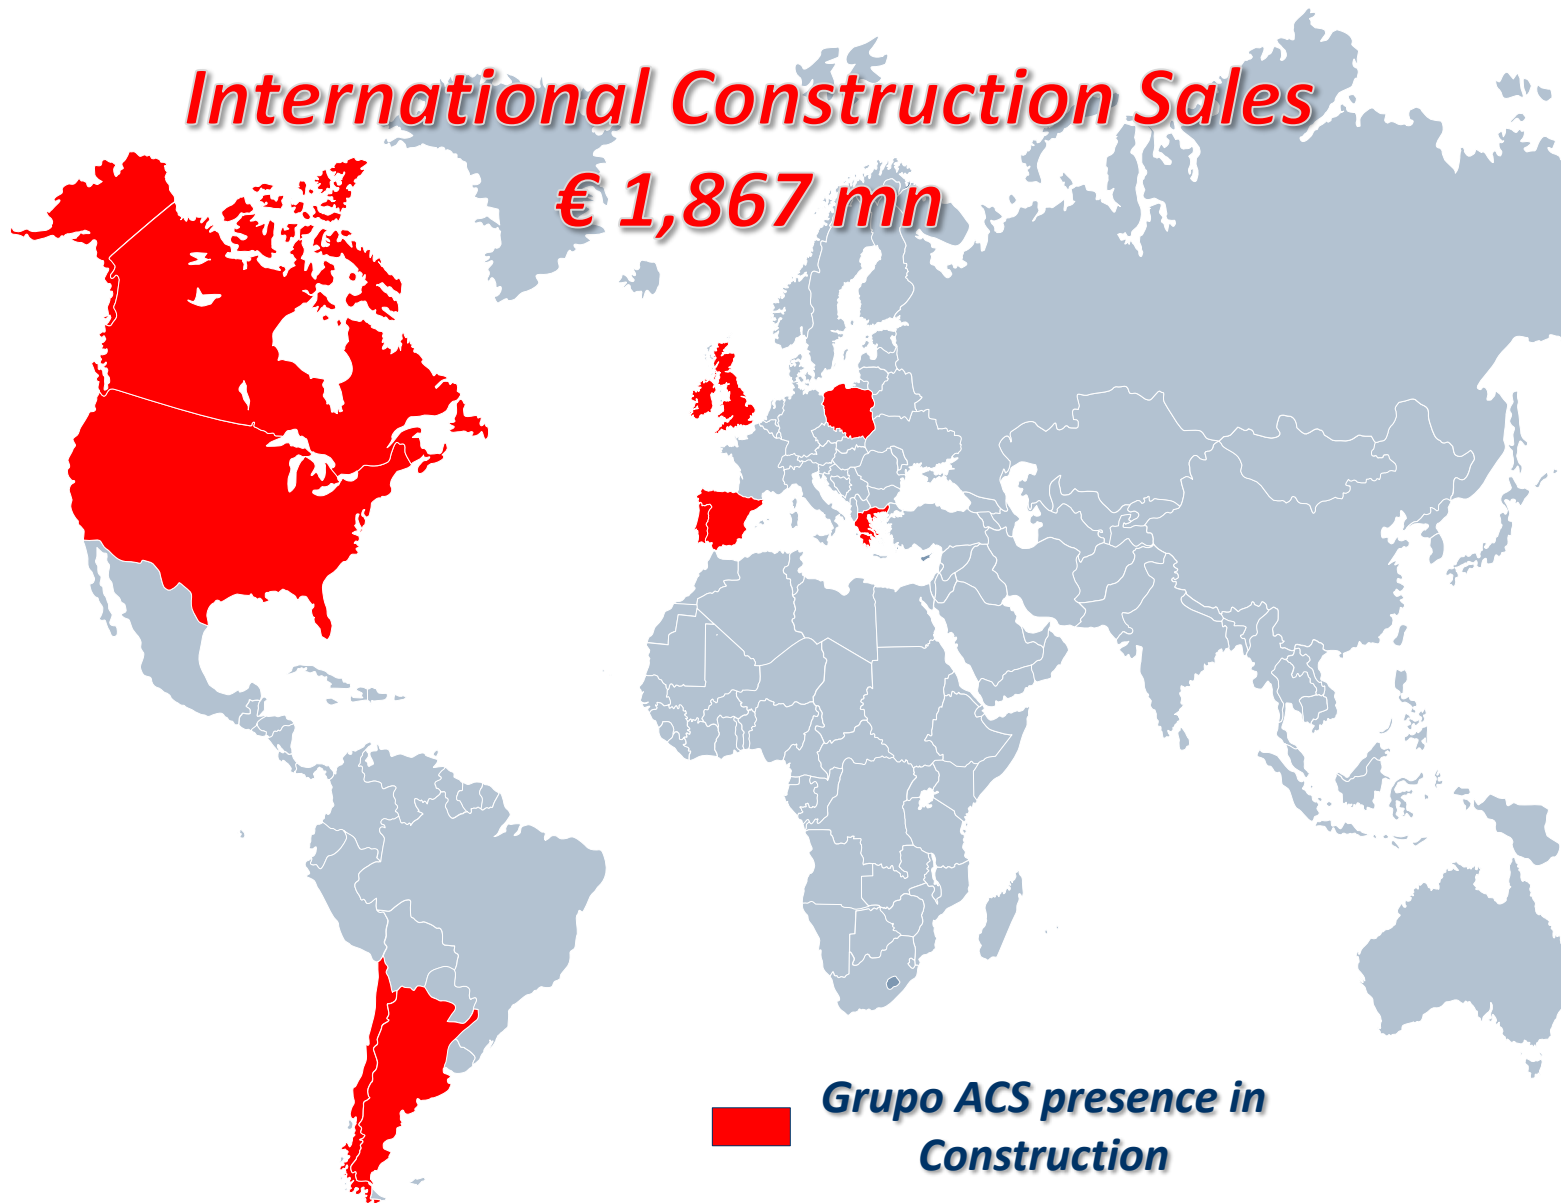 International Construction Sales
€ 1,867 mn
Grupo ACS presence in
Construction